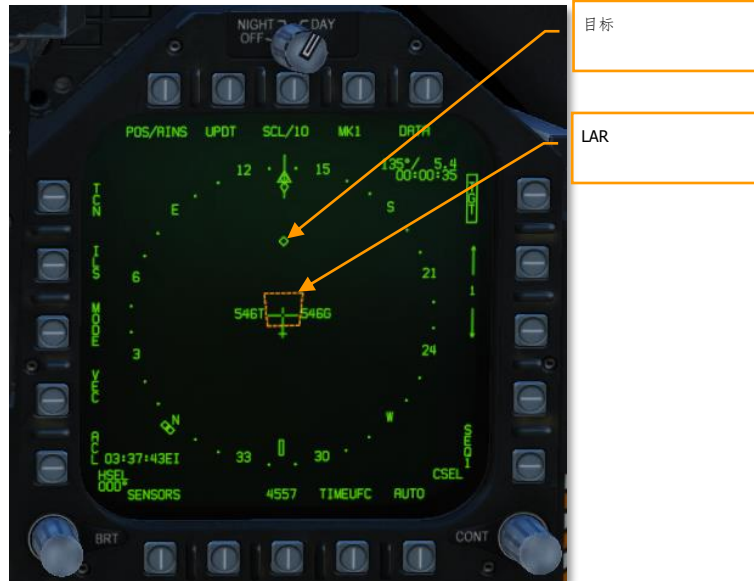 目标
LAR
NIGHT DAY
OFF
POS/AINS UPDT SCL/10 MK1 DATA
135°/ 5.4
00:00:35
TCN
ILS
MODE
VEC
ACL
12 15
E S
6 21
546T 546G
3 24
N W
33 30
TGT
1
SEQ1
03:37:43EI
HSEL
000°
CSEL
SENSORS 4557 TIMEUFC AUTO
BRT CONT